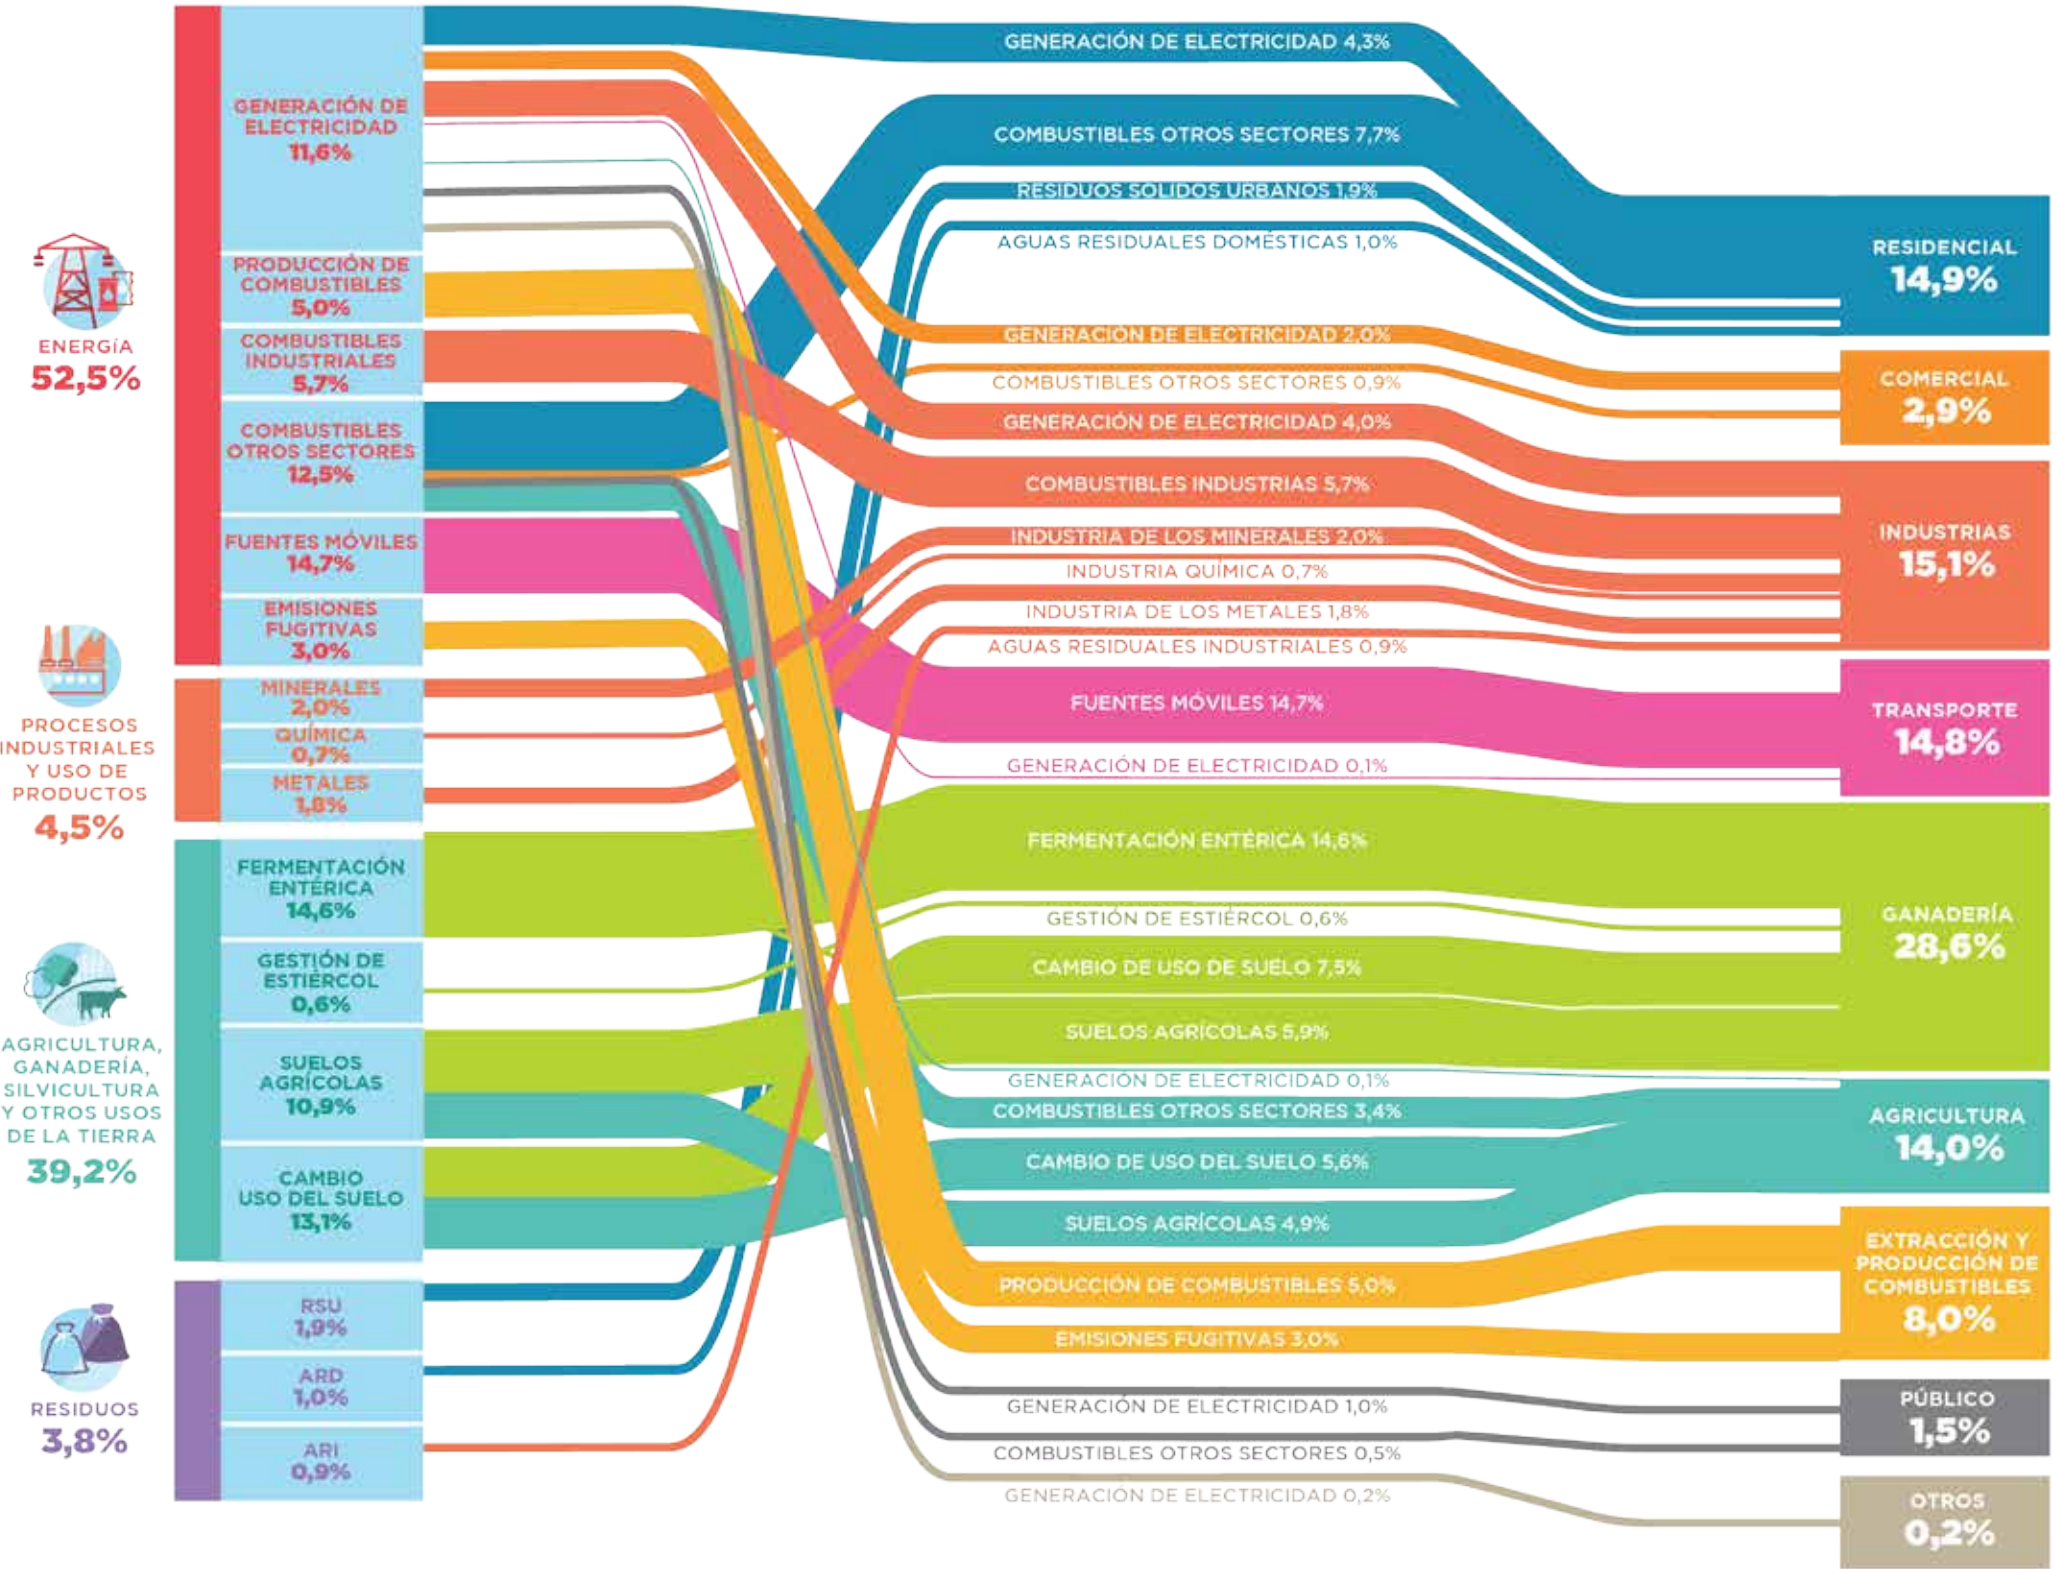 ENERGÍA
52,5%
PROCESOS
INDUSTRIALES
Y USO DE
PRODUCTOS
4,5%
AGRICULTURA,
GANADERÍA,
SILVICULTURA
Y OTROS USOS
DE LA TIERRA
39,2%
RESIDUOS
3,8%
GENERACIÓN DE
ELECTRICIDAD
11,6%
PRODUCCIÓN DE
COMBUSTIBLES
5,0%
COMBUSTIBLES
INDUSTRIALES
5,7%
COMBUSTIBLES
OTROS SECTORES
12,5%
FUENTES MÓVILES
14,7%
EMISIONES
FUGITIVAS
3,0%
MINERALES
2,0%
QUÍMICA
0,7%
METALES
1,8%
FERMENTACIÓN
ENTÉRICA
14,6%
GESTIÓN DE
ESTIÉRCOL
0,6%
SUELOS
AGRÍCOLAS
10,9%
CAMBIO
USO DEL SUELO
13,1%
RSU
1,9%
ARD
1,0%
ARI
0,9%
GENERACIÓN DE ELECTRICIDAD 4,3%
COMBUSTIBLES OTROS SECTORES 7,7%
RESIDUOS SÓLIDOS URBANOS 1,9%
AGUAS RESIDUALES DOMÉSTICAS 1,0%
GENERACIÓN DE ELECTRICIDAD 2,0%
COMBUSTIBLES OTROS SECTORES 0,9%
GENERACIÓN DE ELECTRICIDAD 4,0%
COMBUSTIBLES INDUSTRIAS 5,7%
INDUSTRIA DE LOS MINERALES 2,0%
INDUSTRIA QUÍMICA 0,7%
INDUSTRIA DE LOS METALES 1,8%
AGUAS RESIDUALES INDUSTRIALES 0,9%
FUENTES MÓVILES 14,7%
GENERACIÓN DE ELECTRICIDAD 0,1%
FERMENTACIÓN ENTÉRICA 14,6%
GESTIÓN DE ESTIÉRCOL 0,6%
CAMBIO DE USO DE SUELO 7,5%
SUELOS AGRÍCOLAS 5,9%
GENERACIÓN DE ELECTRICIDAD 0,1%
COMBUSTIBLES OTROS SECTORES 3,4%
CAMBIO DE USO DEL SUELO 5,6%
SUELOS AGRÍCOLAS 4,9%
PRODUCCIÓN DE COMBUSTIBLES 5,0%
EMISIONES FUGITIVAS 3,0%
GENERACIÓN DE ELECTRICIDAD 1,0%
COMBUSTIBLES OTROS SECTORES 0,5%
GENERACIÓN DE ELECTRICIDAD 0,2%
RESIDENCIAL
14,9%
COMERCIAL
2,9%
INDUSTRIAS
15,1%
TRANSPORTE
14,8%
GANADERÍA
28,6%
AGRICULTURA
14,0%
EXTRACCIÓN Y
PRODUCCIÓN DE
COMBUSTIBLES
8,0%
PÚBLICO
1,5%
OTROS
0,2%